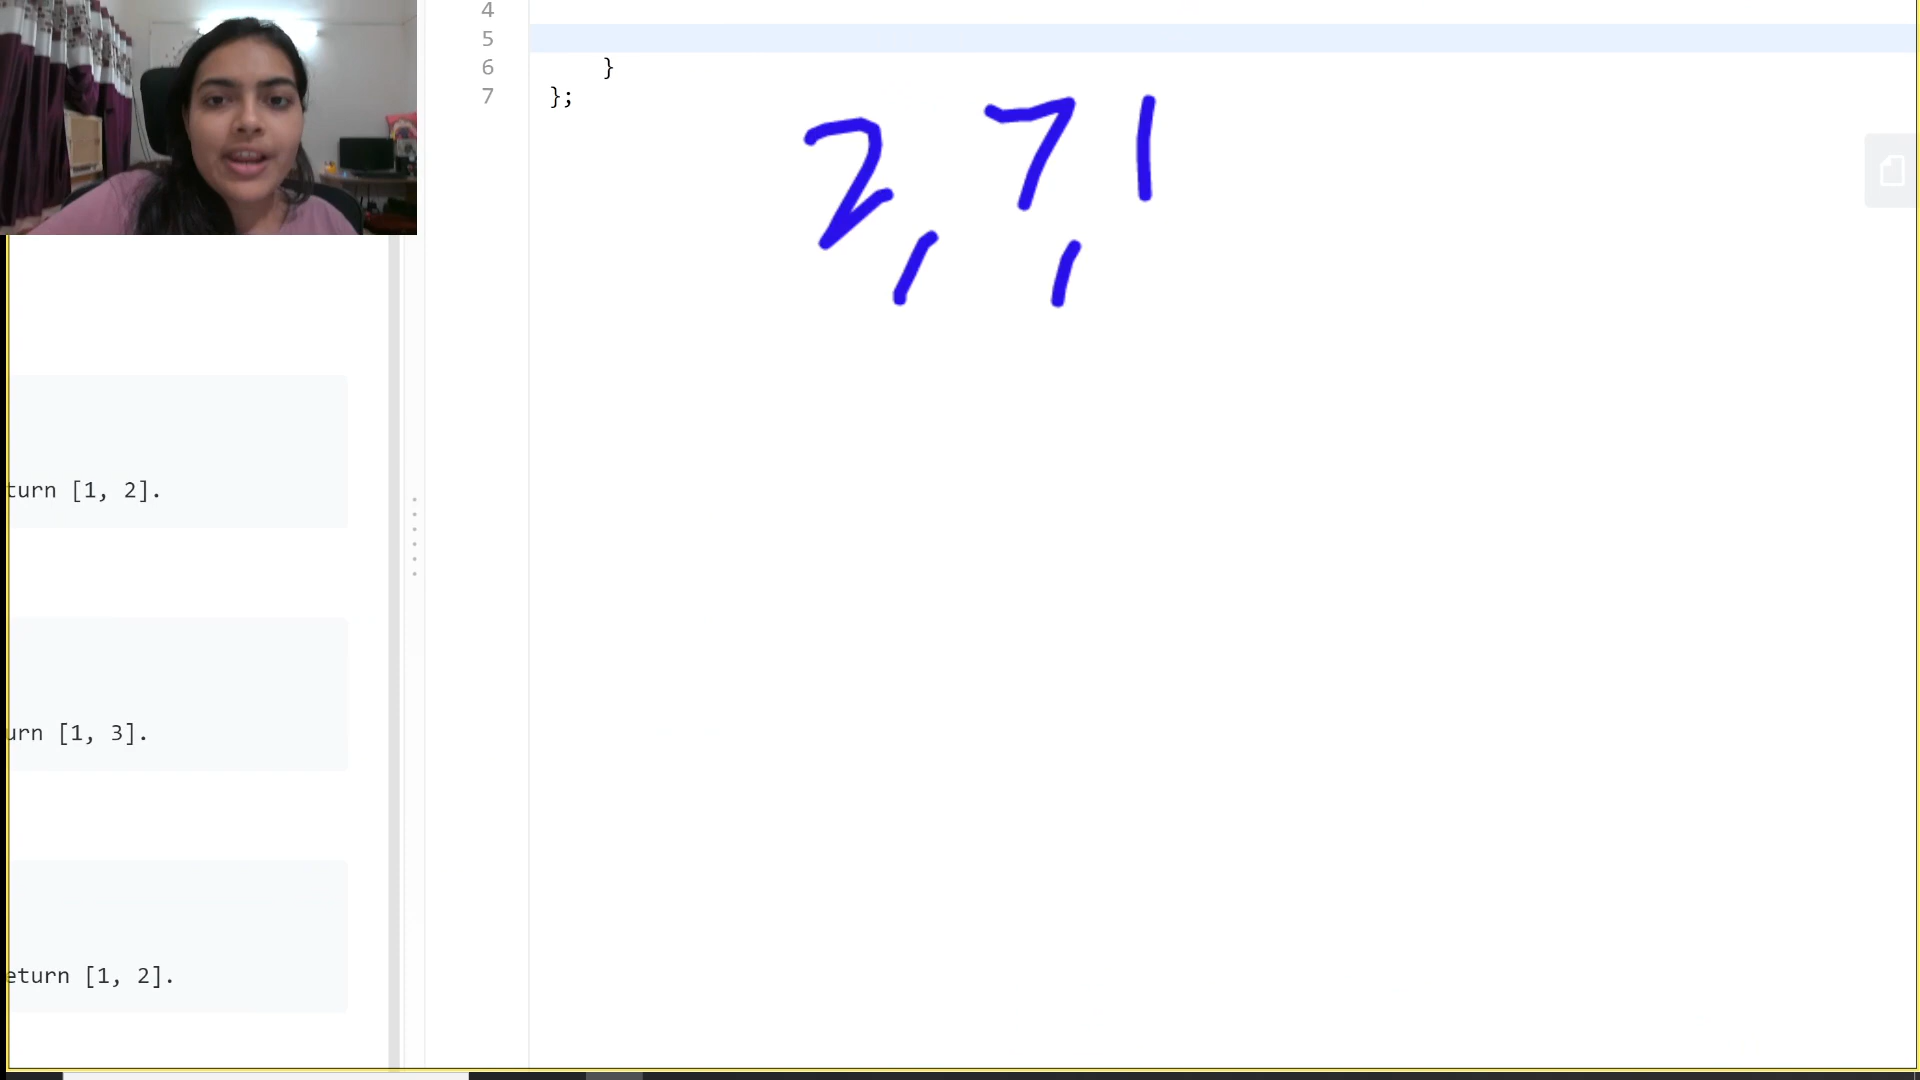 4
5
6 }
7 };
2, 7, 1
turn [1, 2].
urn [1, 3].
eturn [1, 2].